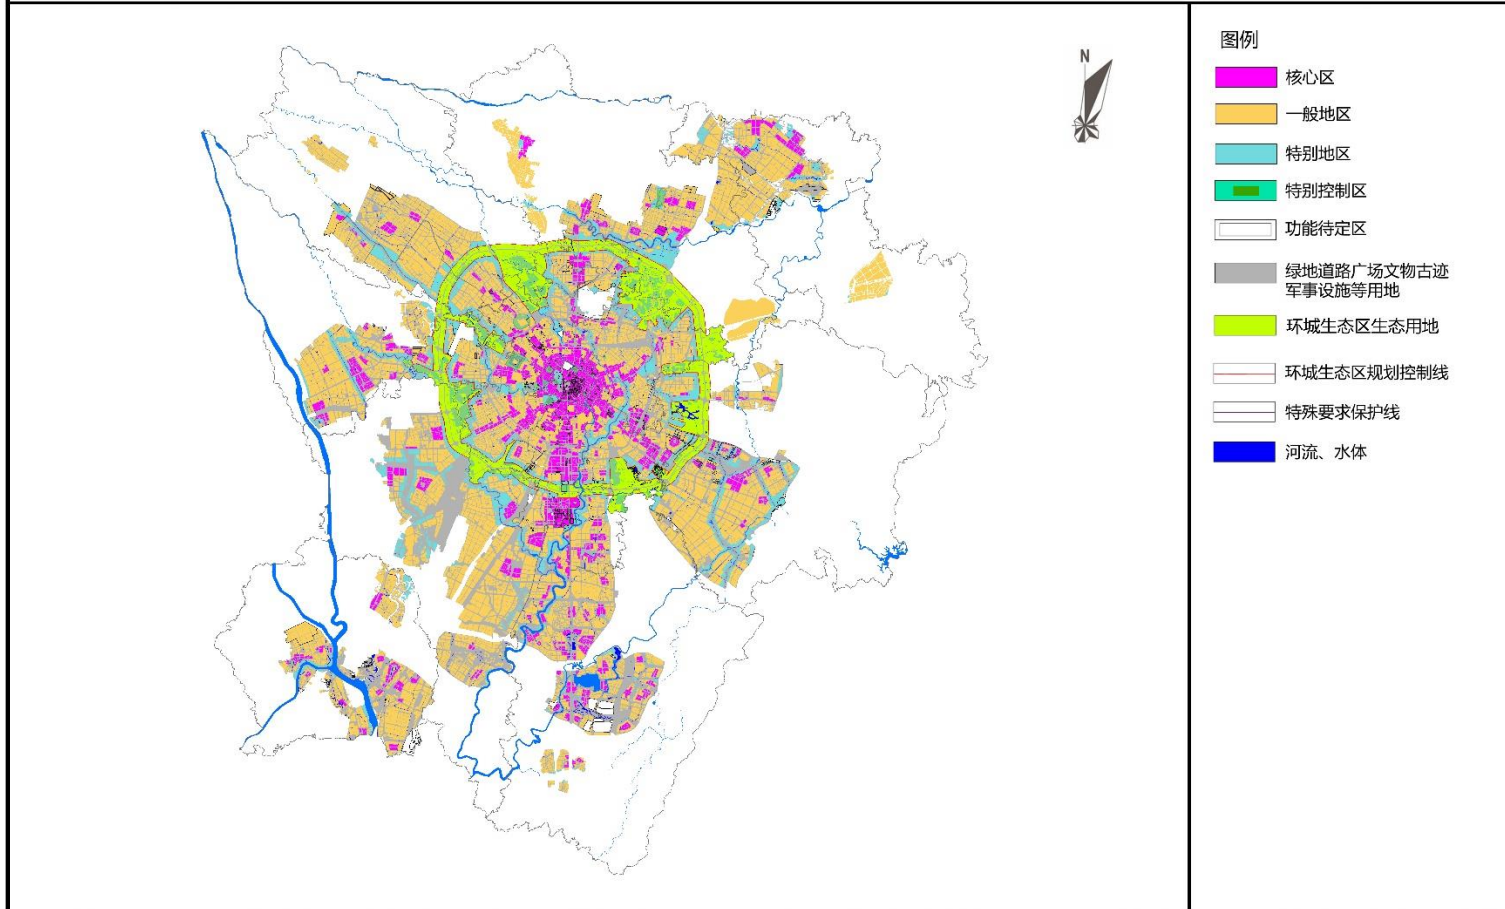 N
图例
核心区
一般地区
特别地区
特别控制区
功能待定区
绿地道路广场文物古迹
军事设施等用地
环城生态区生态用地
环城生态区规划控制线
特殊要求保护线
河流、水体